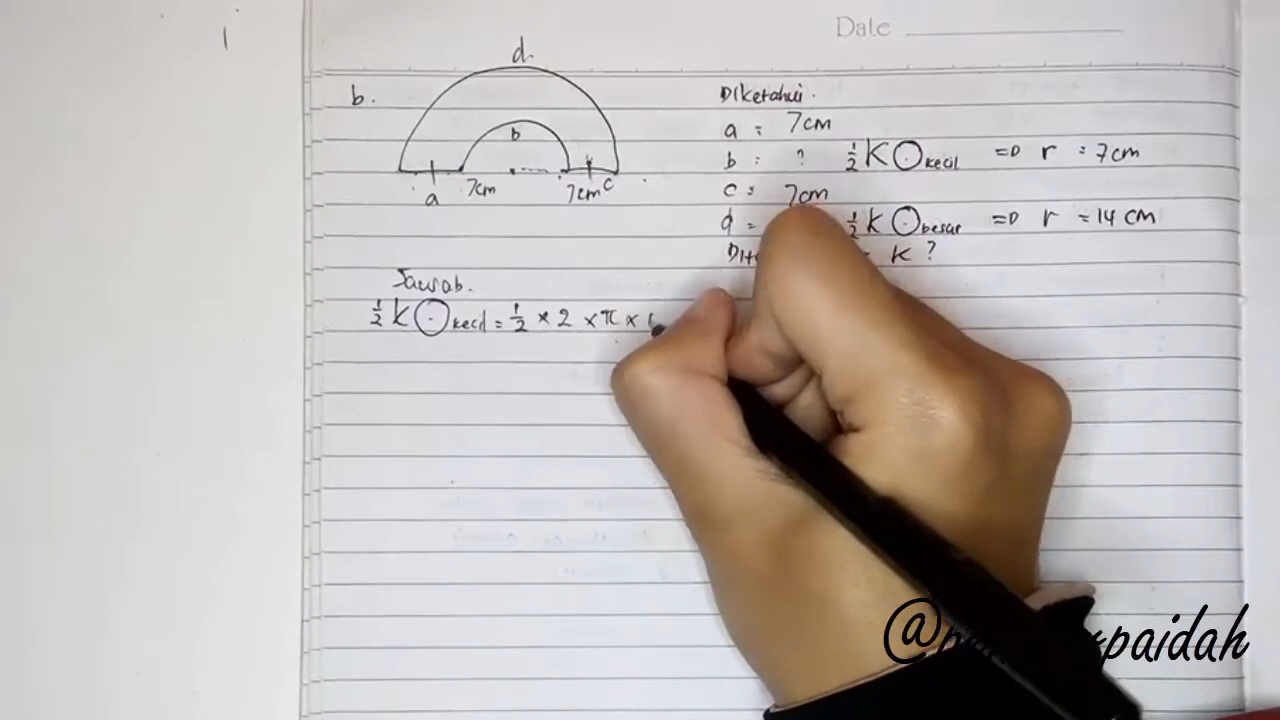 Date
d.
b.
b
a
7cm
7cm
c
Diketahui.
a = 7cm
b = ? ½ K kecil => r = 7cm
c = 7cm
d = ½ K besar => r = 14 cm
K ?
Jawab.
½ K kecil = ½ × 2 × π ×